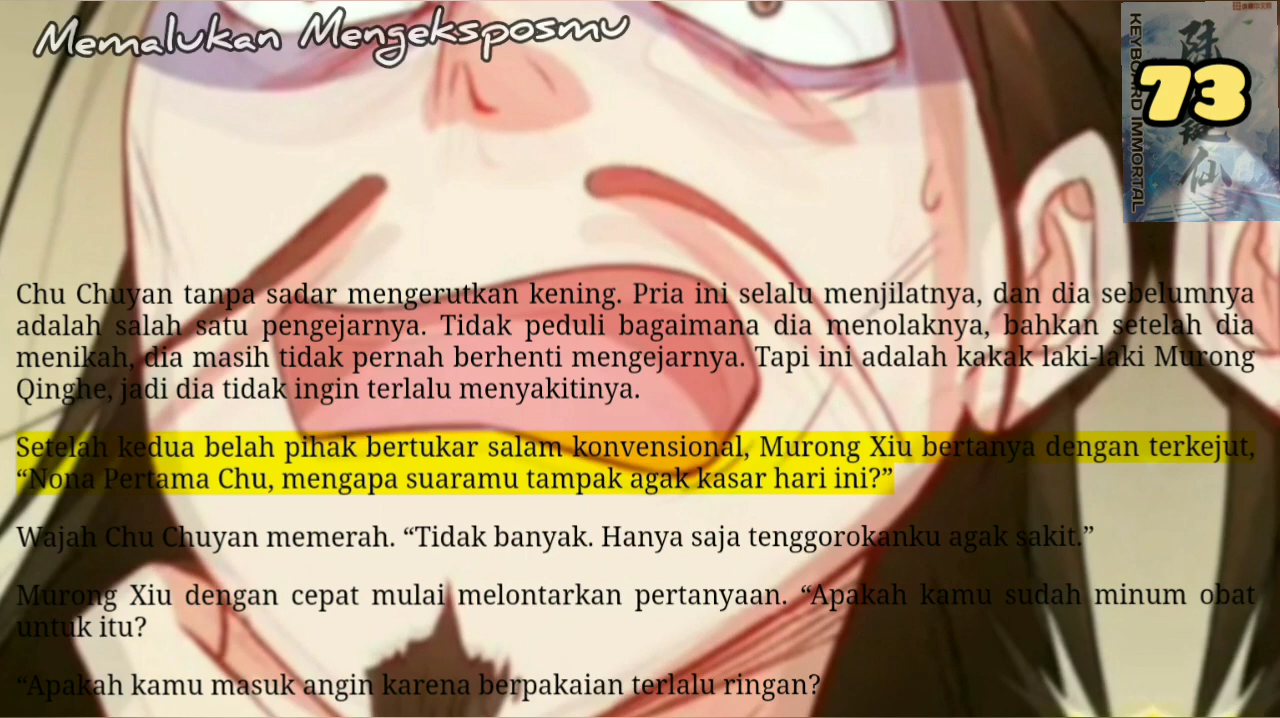 Memalukan Mengeksposmu
KEYBOARD IMMORTAL
73
Chu Chuyan tanpa sadar mengerutkan kening. Pria ini selalu menjilatnya, dan dia sebelumnya
adalah salah satu pengejarnya. Tidak peduli bagaimana dia menolaknya, bahkan setelah dia
menikah, dia masih tidak pernah berhenti mengejarnya. Tapi ini adalah kakak laki-laki Murong
Qinghe, jadi dia tidak ingin terlalu menyakitinya.
Setelah kedua belah pihak bertukar salam konvensional, Murong Xiu bertanya dengan terkejut,
“Nona Pertama Chu, mengapa suaramu tampak agak kasar hari ini?”
Wajah Chu Chuyan memerah. “Tidak banyak. Hanya saja tenggorokanku agak sakit.”
Murong Xiu dengan cepat mulai melontarkan pertanyaan. “Apakah kamu sudah minum obat
untuk itu?
“Apakah kamu masuk angin karena berpakaian terlalu ringan?